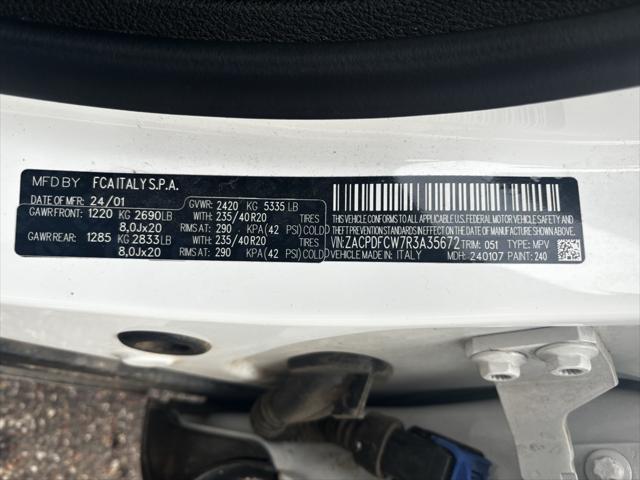 MFD BY FCA ITALY S.P.A.
DATE OF MFR: 24/01 GVWR: 2420 KG 5335 LB
GAWR FRONT: 1220 KG 2690LB WITH: 235/40R20 TIRES
8,0Jx20 RIMS AT: 290 KPA (42 PSI) COLD
GAWR REAR: 1285 KG 2833LB WITH: 235/40R20 TIRES
8,0Jx20 RIMS AT: 290 KPA (42 PSI) COLD
THIS VEHICLE CONFORMS TO ALL APPLICABLE U.S. FEDERAL MOTOR
VEHICLE SAFETY, BUMPER AND THEFT PREVENTION STANDARDS
IN EFFECT ON THE DATE OF MANUFACTURE SHOWN ABOVE.
VIN: ZACPDFCW7R3A35672 TRIM: 051 TYPE: MPV
VEHICLE MADE IN: ITALY MDH: 240107 PAINT: 240